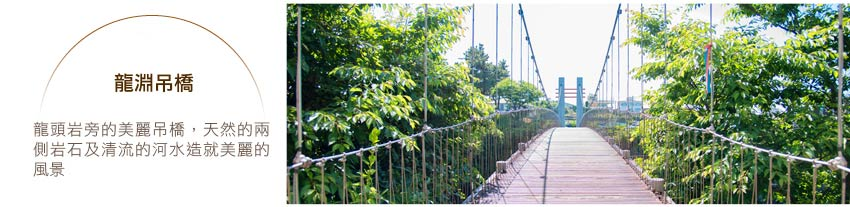 龍淵吊橋
龍頭岩旁的美麗吊橋，天然的兩
側岩石及清流的河水造就美麗的
風景